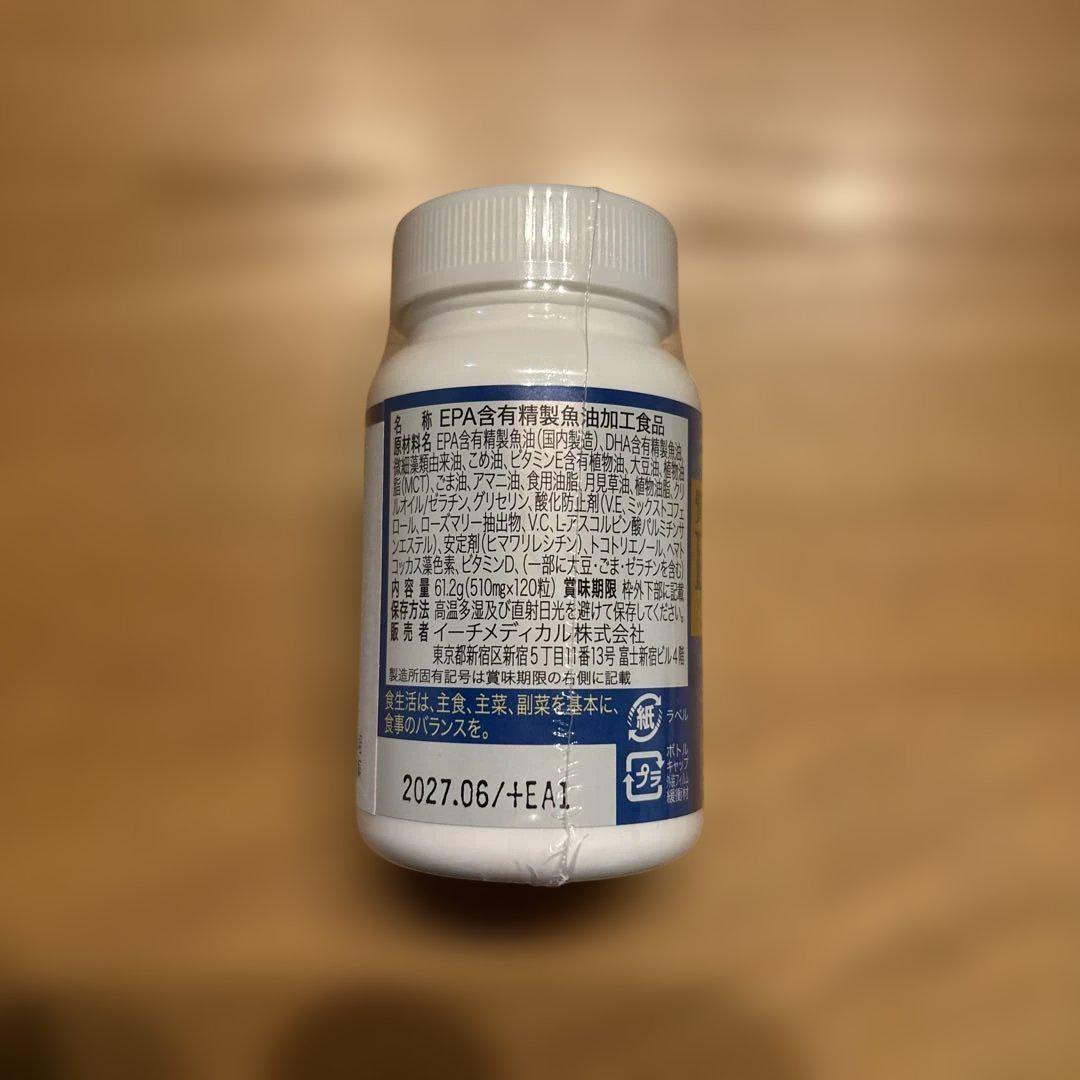 名称 EPA含有精製魚油加工食品
原材料名 EPA含有精製魚油(国内製造)、DHA含有精製魚油、
微細藻類由来油、こめ油、ビタミンE含有植物油、大豆油、植物油
脂(MCT)、ごま油、アマニ油、食用油脂、月見草油、植物油脂、クリ
ルオイル/ゼラチン、グリセリン、酸化防止剤(V.E、ミックストコフェ
ロール、ローズマリー抽出物、V.C、L-アスコルビン酸パルミチン酸
エステル)、安定剤(ヒマワリレシチン)、トコトリエノール、ヘマト
コッカス藻色素、ビタミンD、(一部に大豆・ごま・ゼラチンを含む)
内容量 61.2g(510mg×120粒) 賞味期限 枠外下部に記載
保存方法 高温多湿及び直射日光を避けて保存してください。
販売者 イーチメディカル株式会社
東京都新宿区新宿5丁目11番13号 富士新宿ビル4階
製造所固有記号は賞味期限の右側に記載
食生活は、主食、主菜、副菜を基本に、
食事のバランスを。
紙 ラベル
プラ ボトル
キャップ
外装フィルム
緩衝材
2027.06/+EA1